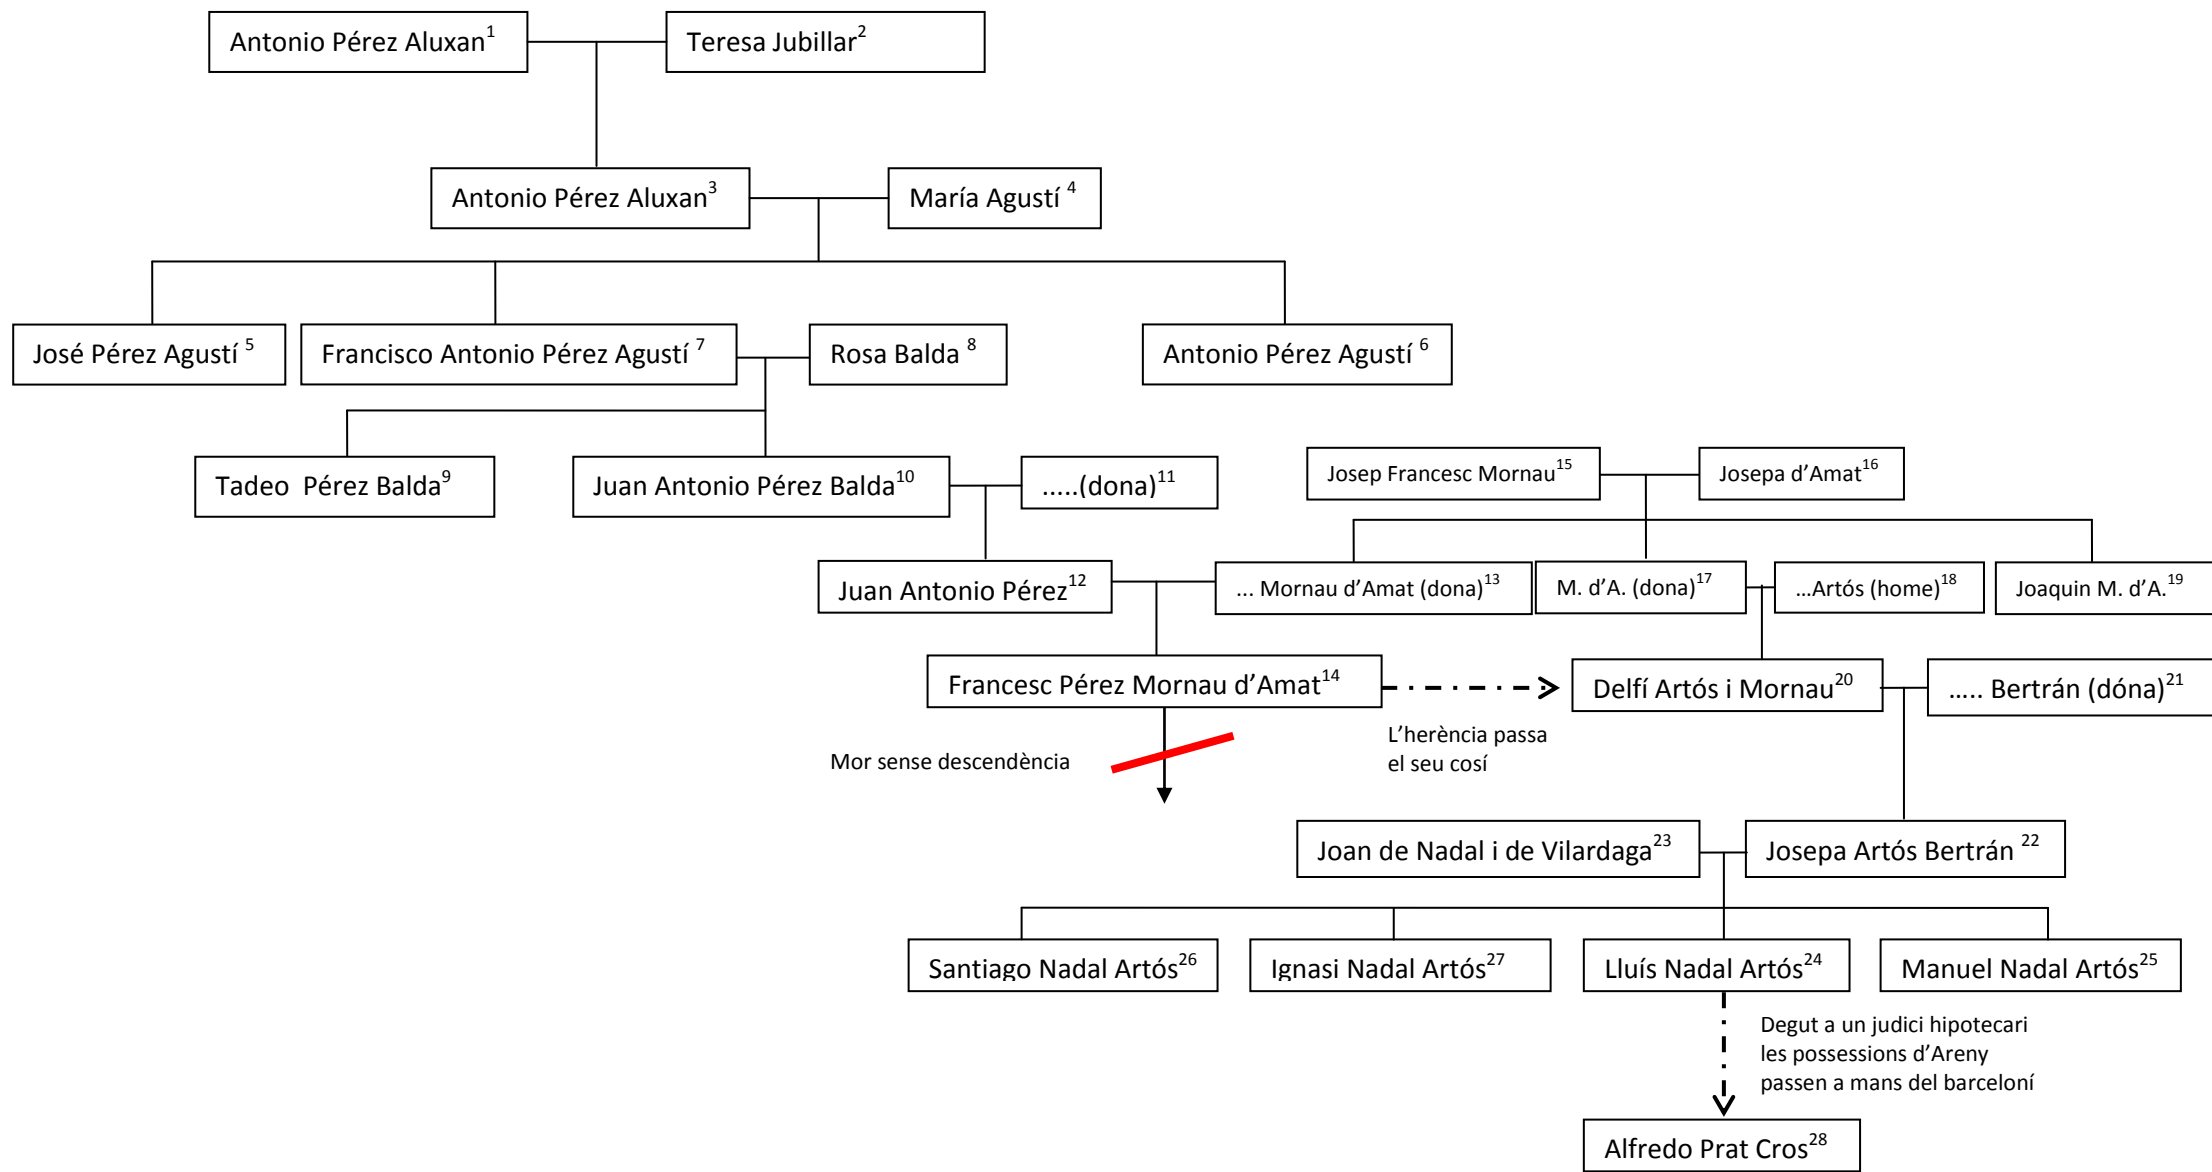 Antonio Pérez Aluxan1
Teresa Jubillar2
Antonio Pérez Aluxan3
María Agustí 4
José Pérez Agustí 5
Francisco Antonio Pérez Agustí 7
Rosa Balda 8
Antonio Pérez Agustí 6
Tadeo Pérez Balda9
Juan Antonio Pérez Balda10
.....(dona)11
Josep Francesc Mornau15
Josepa d’Amat16
Juan Antonio Pérez12
... Mornau d’Amat (dona)13
M. d’A. (dona)17
...Artós (home)18
Joaquin M. d’A.19
Francesc Pérez Mornau d’Amat14
Delfí Artós i Mornau20
..... Bertrán (dóna)21
Mor sense descendència
L’herència passa
el seu cosí
Joan de Nadal i de Vilardaga23
Josepa Artós Bertrán 22
Santiago Nadal Artós26
Ignasi Nadal Artós27
Lluís Nadal Artós24
Manuel Nadal Artós25
Degut a un judici hipotecari
les possessions d’Areny
passen a mans del barceloní
Alfredo Prat Cros28